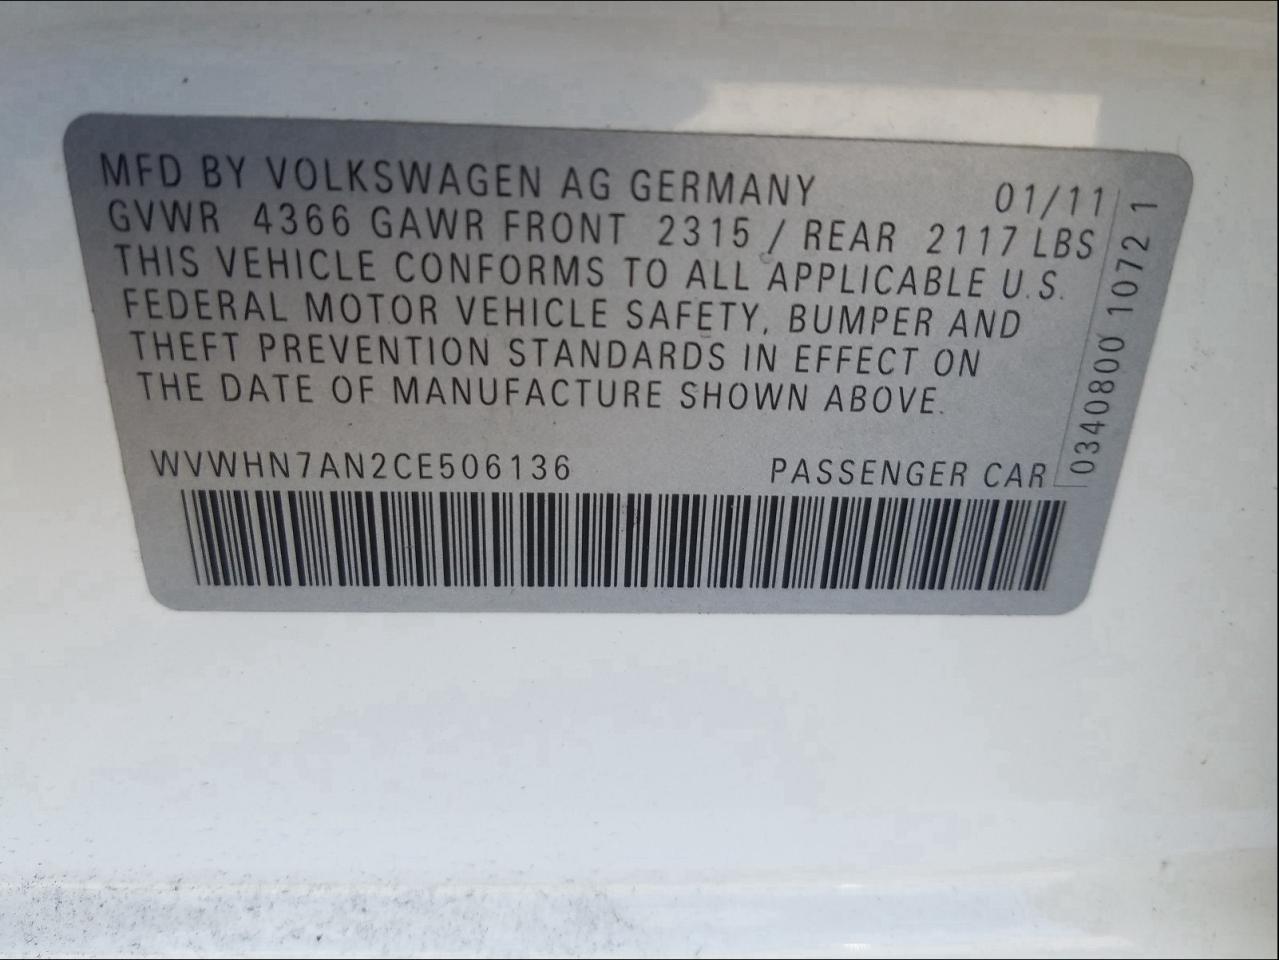 MFD BY VOLKSWAGEN AG GERMANY 01/11
GVWR 4366 GAWR FRONT 2315 / REAR 2117 LBS
THIS VEHICLE CONFORMS TO ALL APPLICABLE U.S.
FEDERAL MOTOR VEHICLE SAFETY, BUMPER AND
THEFT PREVENTION STANDARDS IN EFFECT ON
THE DATE OF MANUFACTURE SHOWN ABOVE.
WVWHN7AN2CE506136 PASSENGER CAR
0340800 1072 1